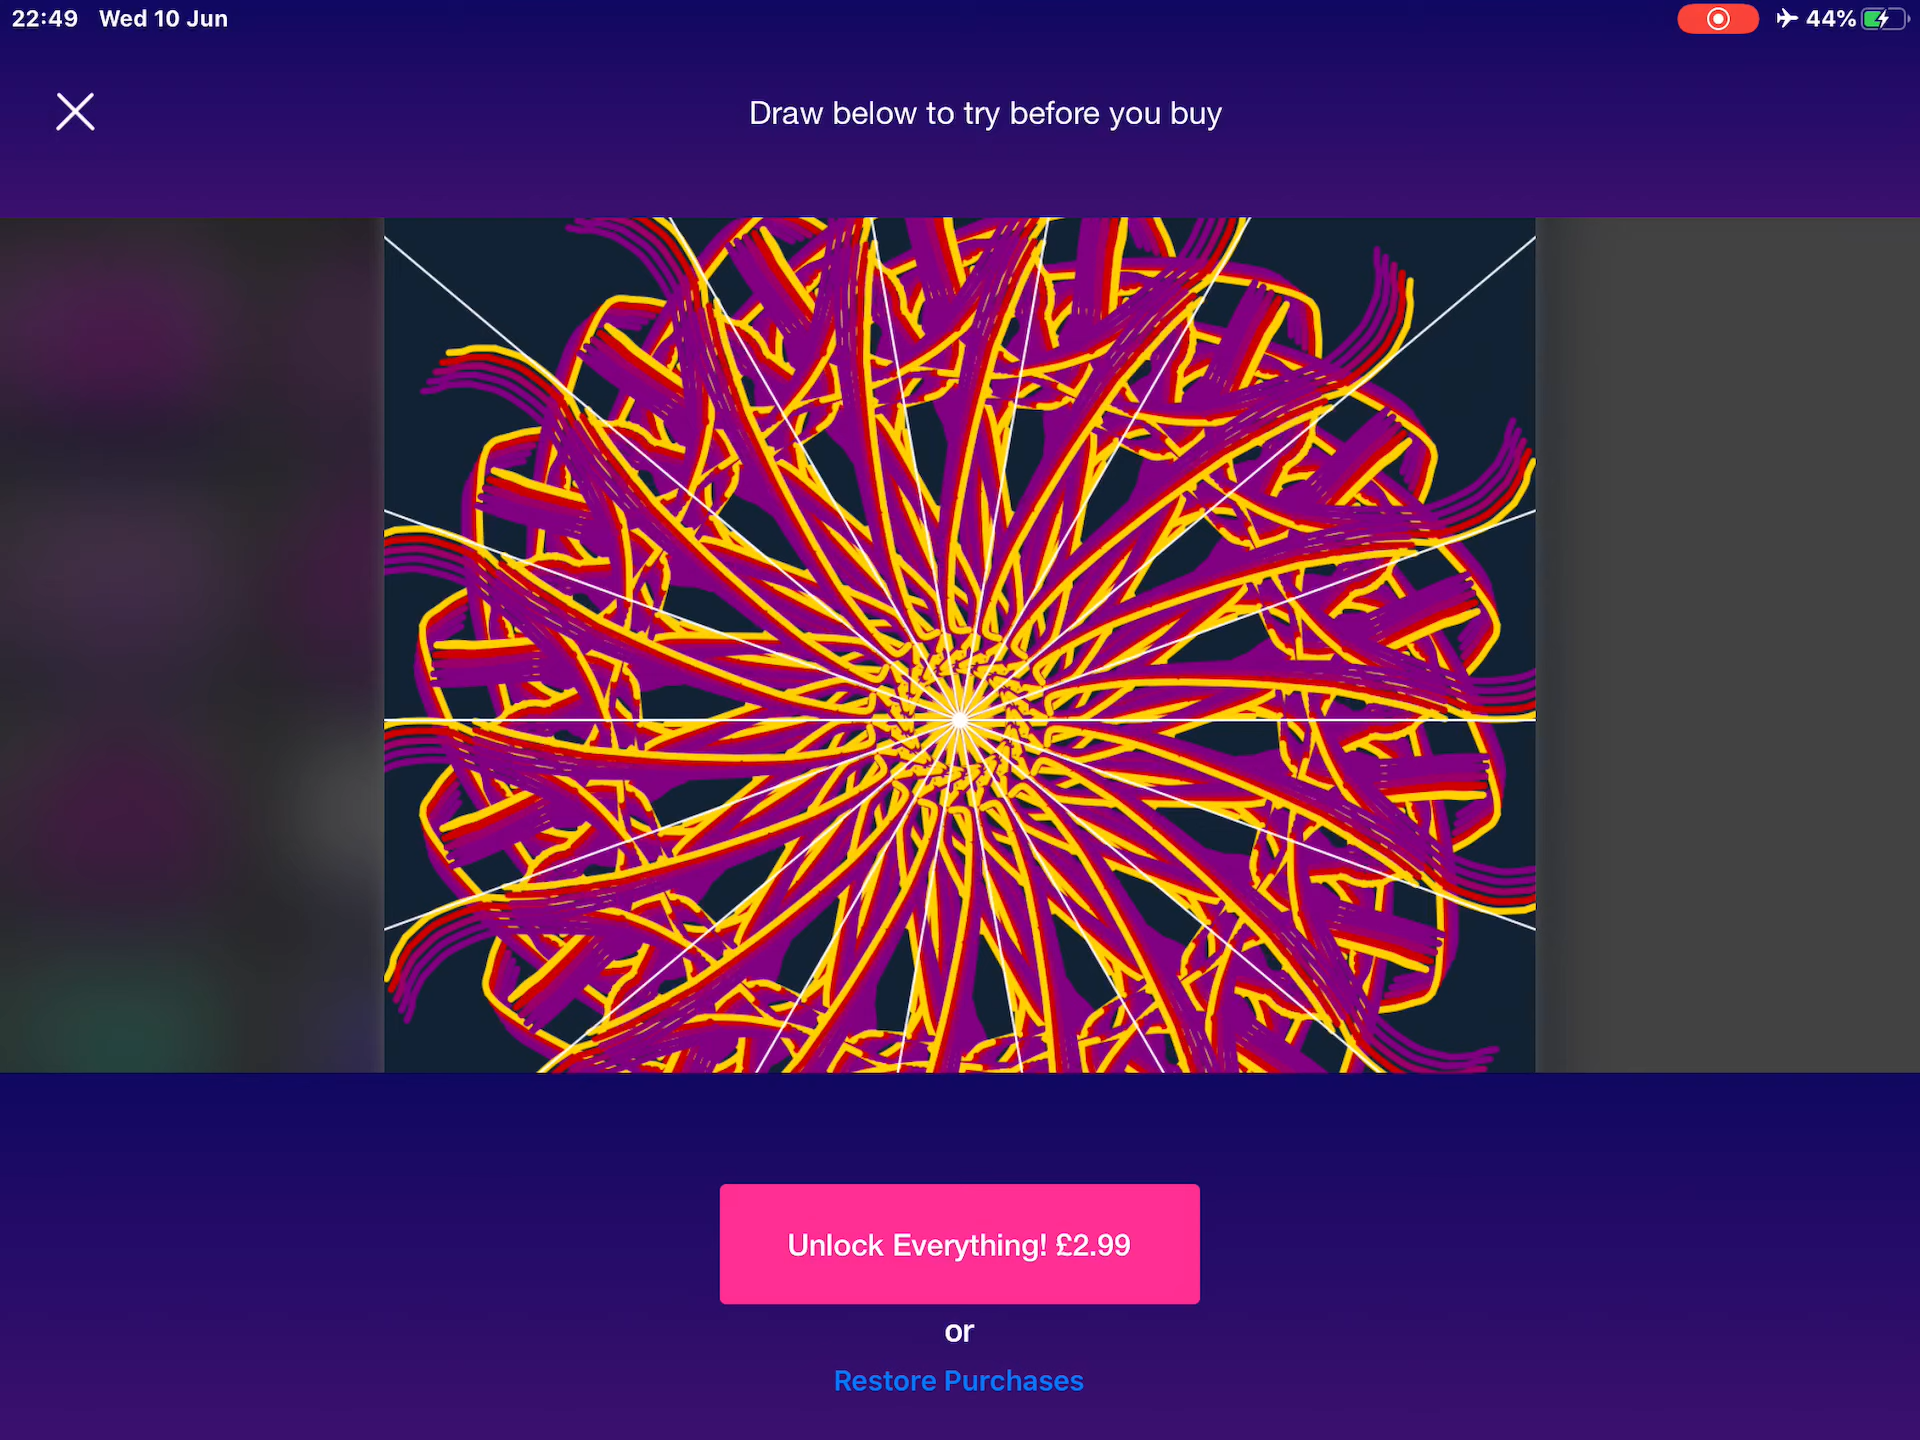 22:49 Wed 10 Jun
44%
Draw below to try before you buy
Unlock Everything! £2.99
or
Restore Purchases